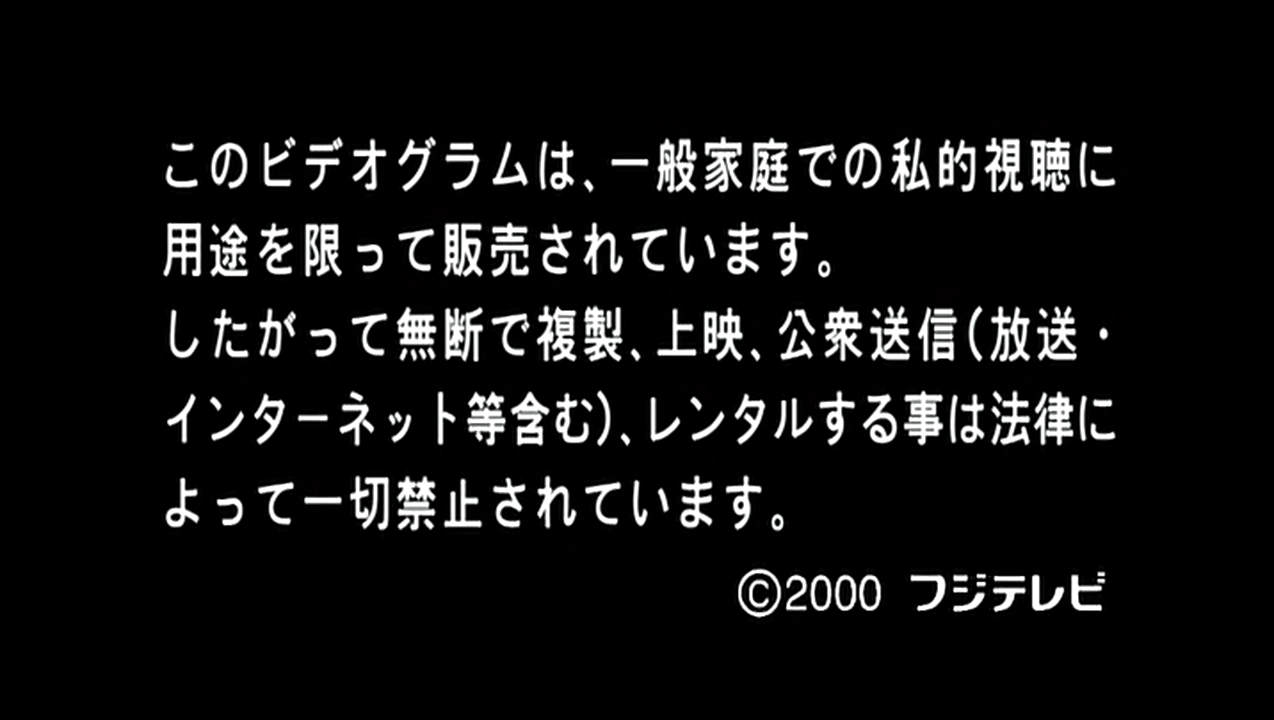 このビデオグラムは、一般家庭での私的視聴に
用途を限って販売されています。
したがって無断で複製、上映、公衆送信(放送・
インターネット等含む)、レンタルする事は法律に
よって一切禁止されています。
©2000 フジテレビ